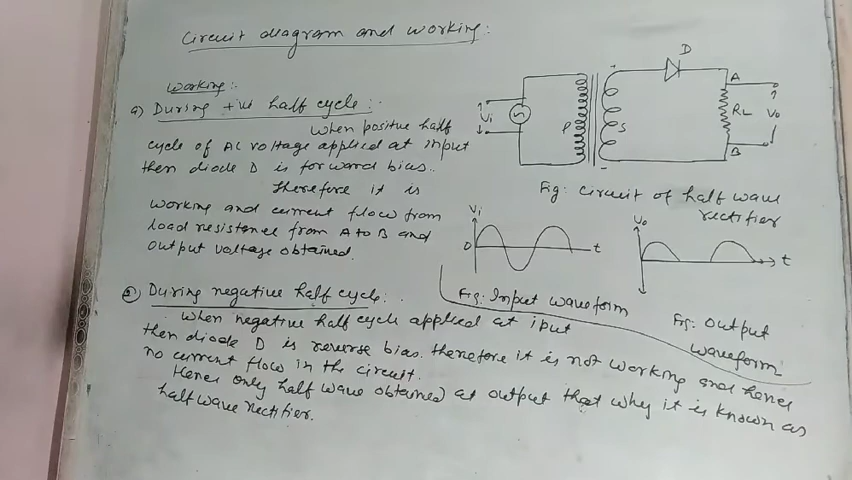 Circuit diagram and working:
Working:
a) During +ve half cycle:
When positive half
cycle of AC voltage applied at input
then diode D is forward bias.
Therefore it is
working and current flow from
load resistence from A to B and
output voltage obtained.
D
+
A
Vi
P
S
RL
Vo
B
-
Fig: Circuit of half wave
rectifier
Vi
0
t
Fig: Input waveform
Vo
t
Fig: Output
waveform
During negative half cycle:
When negative half cycle applied at iput
then diode D is reverse bias. therefore it is not working and hence
no current flow in the circuit.
Hence only half wave obtained at output that why it is known as
half wave rectifier.